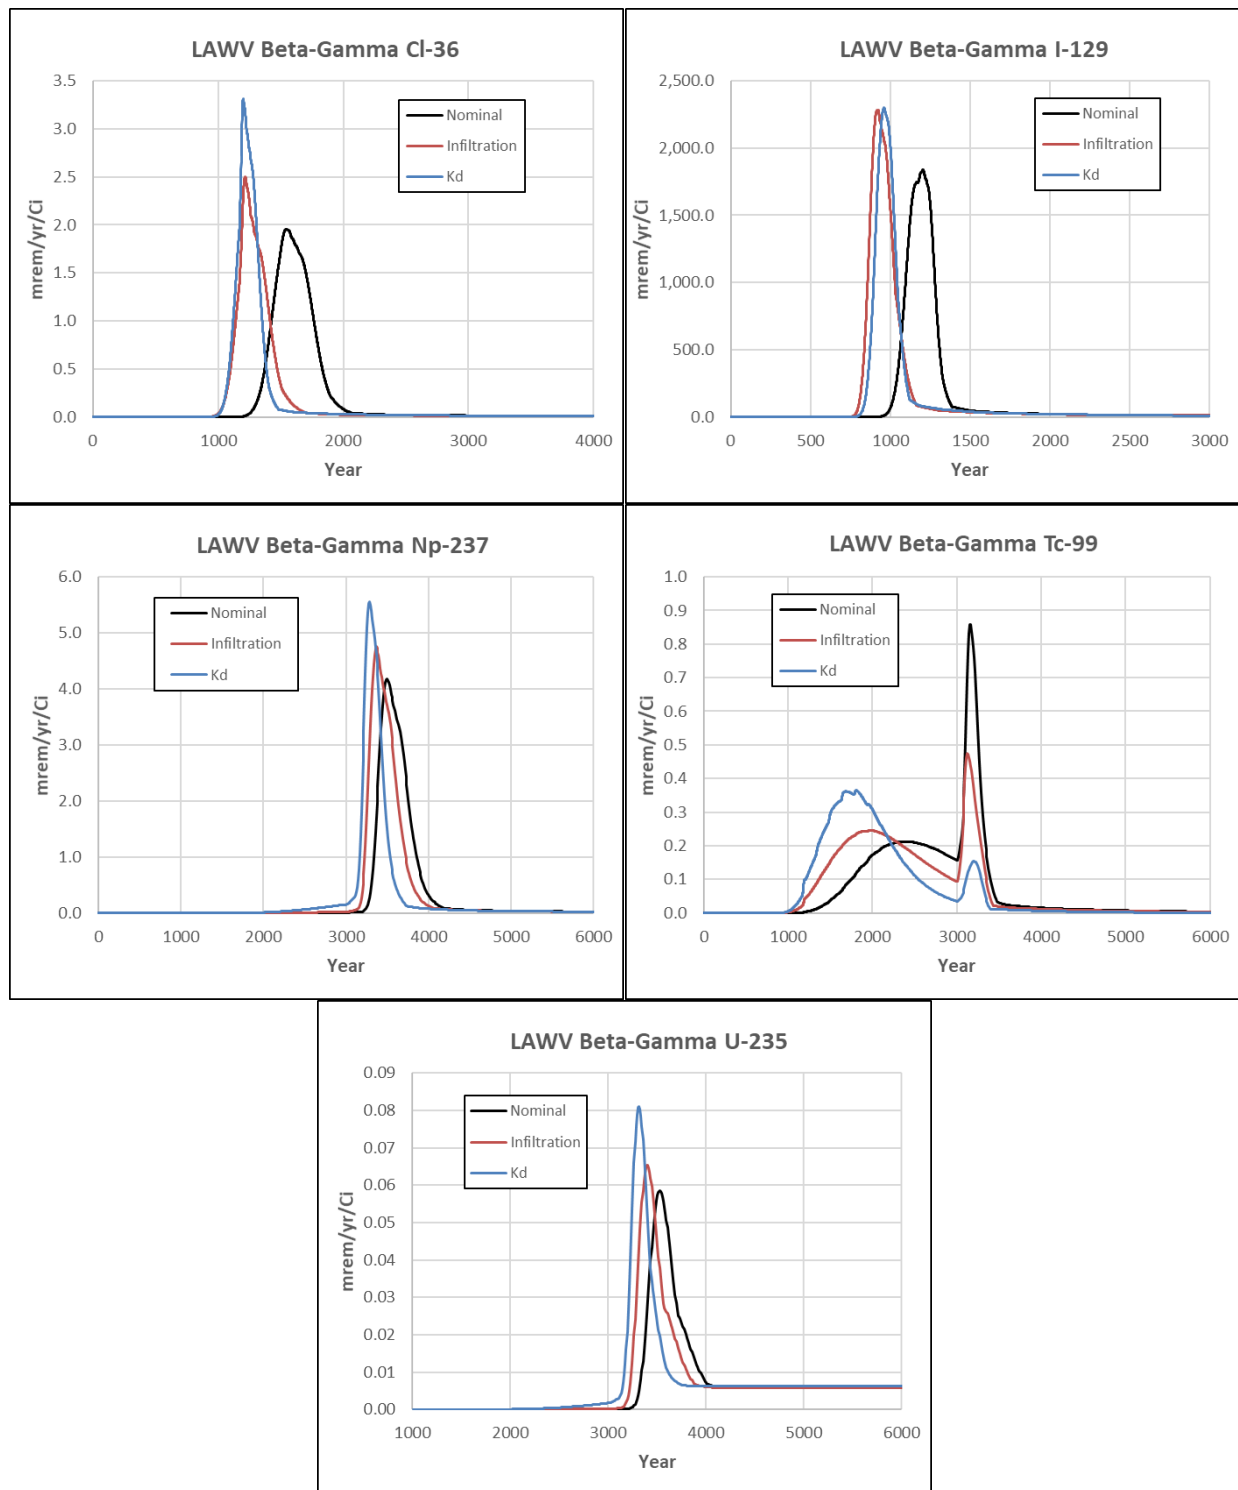 LAWV Beta-Gamma Cl-36
3.5
3.0
2.5
2.0
1.5
1.0
0.5
0.0
mrem/yr/Ci
Nominal
Infiltration
Kd
0 1000 2000 3000 4000
Year
LAWV Beta-Gamma I-129
2,500.0
2,000.0
1,500.0
1,000.0
500.0
0.0
mrem/yr/Ci
Nominal
Infiltration
Kd
0 500 1000 1500 2000 2500 3000
Year
LAWV Beta-Gamma Np-237
6.0
5.0
4.0
3.0
2.0
1.0
0.0
mrem/yr/Ci
Nominal
Infiltration
Kd
0 1000 2000 3000 4000 5000 6000
Year
LAWV Beta-Gamma Tc-99
1.0
0.9
0.8
0.7
0.6
0.5
0.4
0.3
0.2
0.1
0.0
mrem/yr/Ci
Nominal
Infiltration
Kd
0 1000 2000 3000 4000 5000 6000
Year
LAWV Beta-Gamma U-235
0.09
0.08
0.07
0.06
0.05
0.04
0.03
0.02
0.01
0.00
mrem/yr/Ci
Nominal
Infiltration
Kd
1000 2000 3000 4000 5000 6000
Year